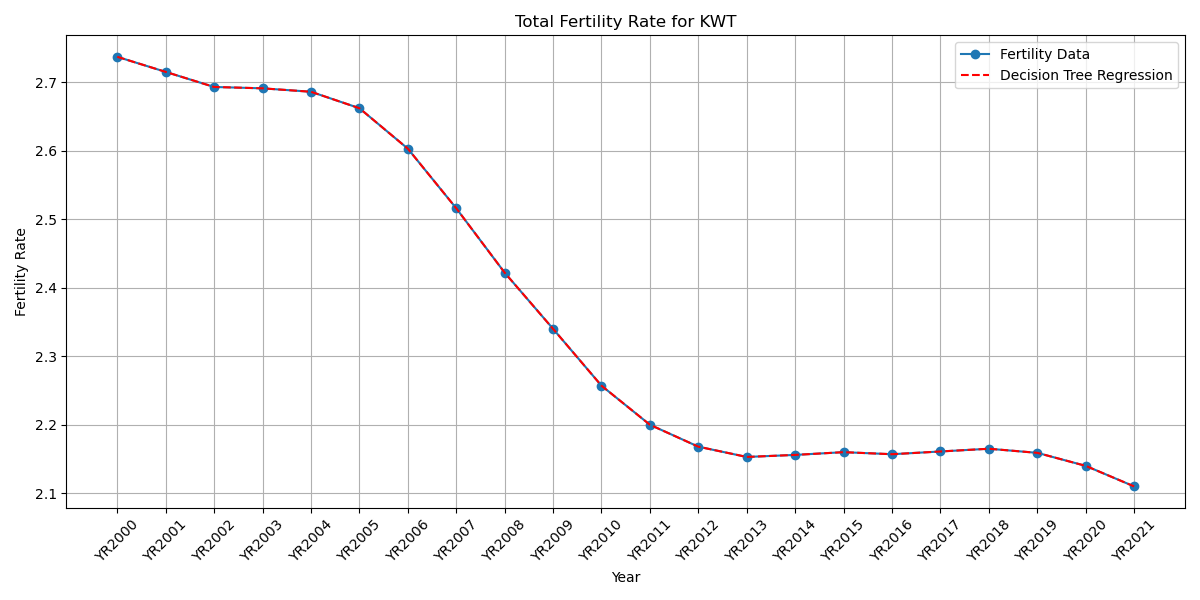 Total Fertility Rate for KWT
Fertility Data
Decision Tree Regression
Fertility Rate
2.7
2.6
2.5
2.4
2.3
2.2
2.1
YR2000
YR2001
YR2002
YR2003
YR2004
YR2005
YR2006
YR2007
YR2008
YR2009
YR2010
YR2011
YR2012
YR2013
YR2014
YR2015
YR2016
YR2017
YR2018
YR2019
YR2020
YR2021
Year